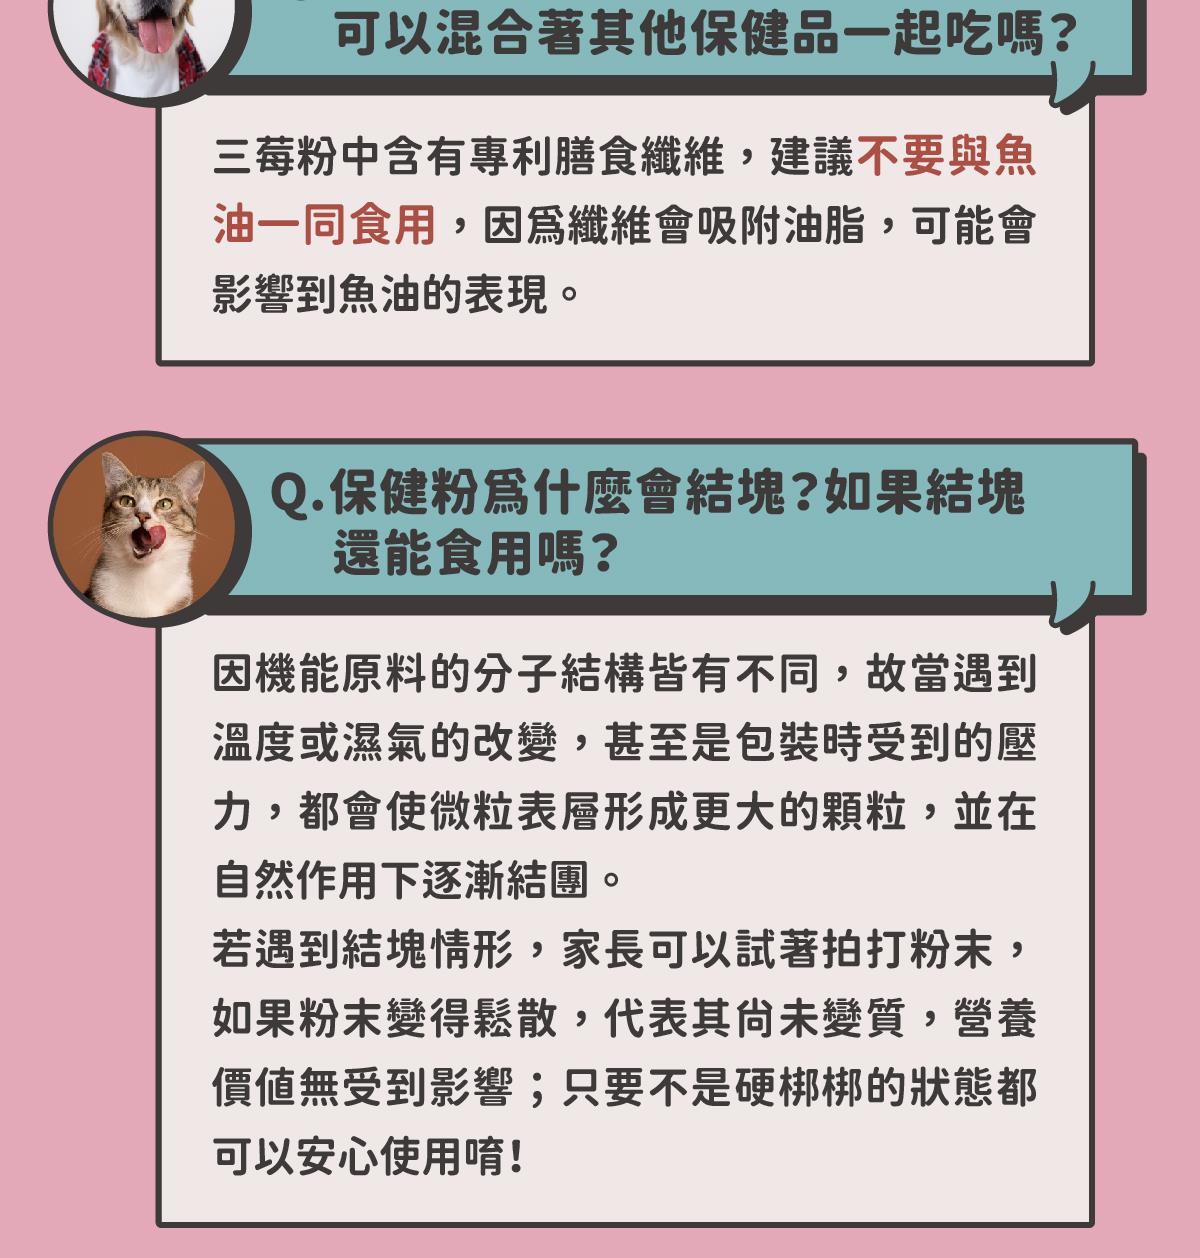 可以混合著其他保健品一起吃嗎?
三莓粉中含有專利膳食纖維，建議不要與魚
油一同食用，因為纖維會吸附油脂，可能會
影響到魚油的表現。
Q.保健粉為什麼會結塊?如果結塊
還能食用嗎?
因機能原料的分子結構皆有不同，故當遇到
溫度或濕氣的改變，甚至是包裝時受到的壓
力，都會使微粒表層形成更大的顆粒，並在
自然作用下逐漸結團。
若遇到結塊情形，家長可以試著拍打粉末，
如果粉末變得鬆散，代表其尚未變質，營養
價值無受到影響；只要不是硬梆梆的狀態都
可以安心使用唷!